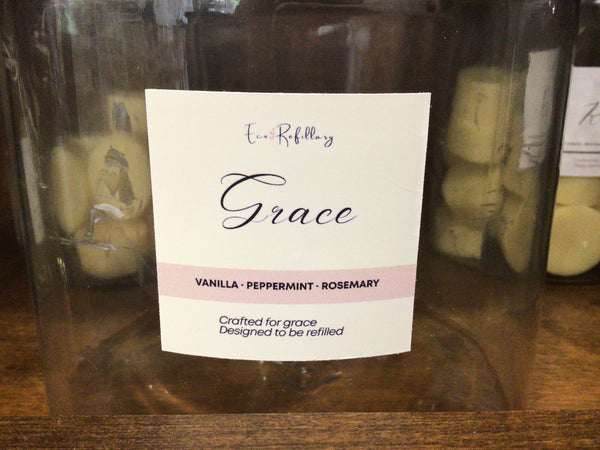 Eco Refillary
Grace
VANILLA · PEPPERMINT · ROSEMARY
Crafted for grace
Designed to be refilled